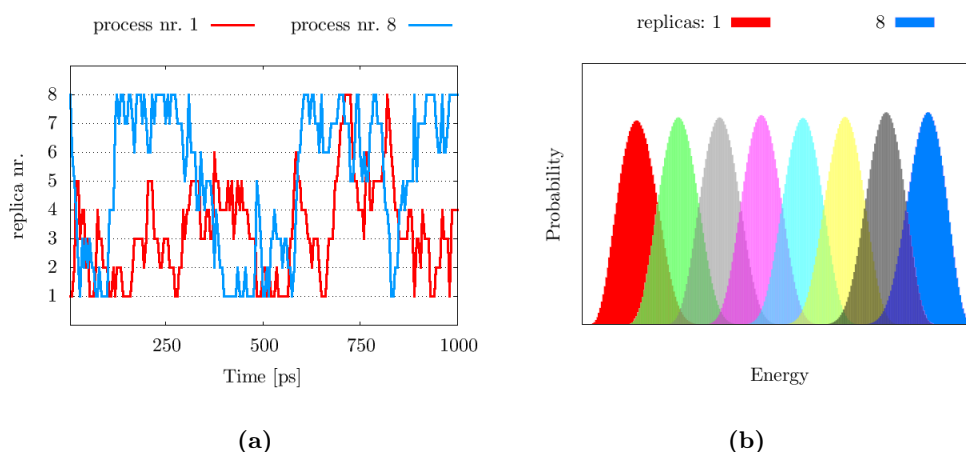 process nr. 1 process nr. 8
8
7
6
5
4
3
2
1
replica nr.
250 500 750 1000
Time [ps]
(a)
replicas: 1 8
Probability
Energy
(b)